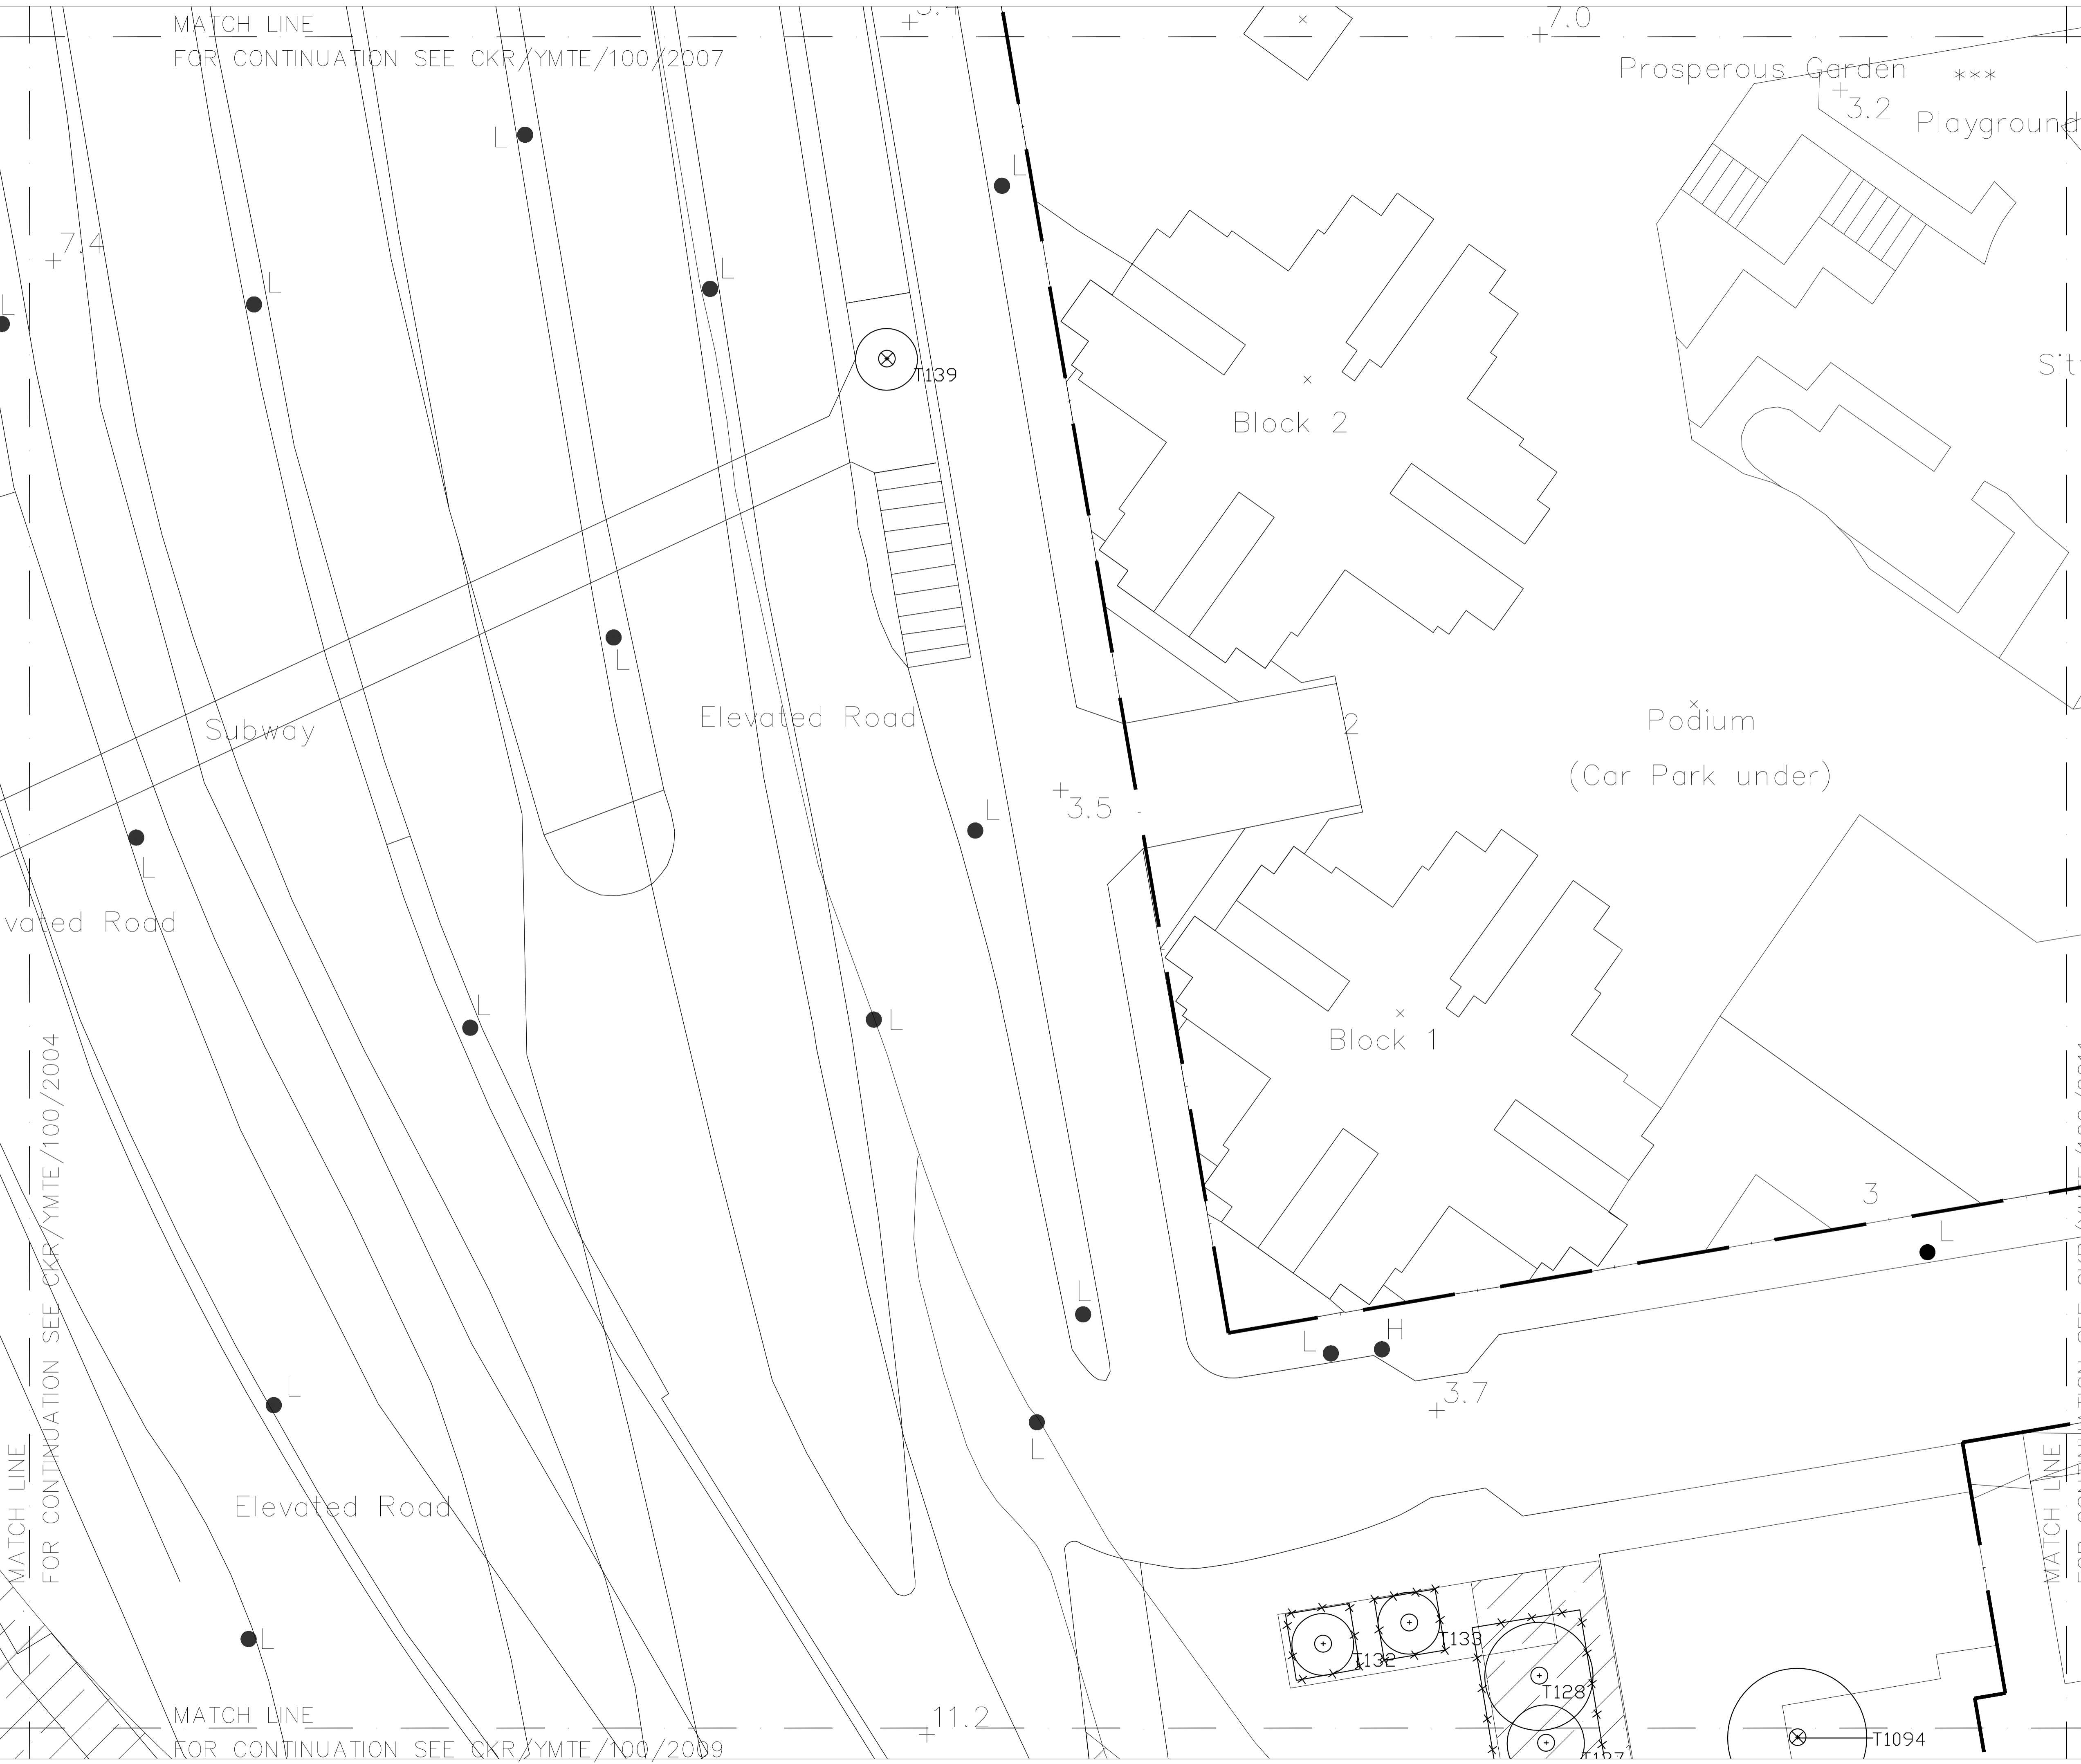 MATCH LINE
FOR CONTINUATION SEE CKR/YMTE/100/2007
7.0
Prosperous Garden ***
3.2
Playground
L
L
7.4
L
L
L
T139
Block 2
Subway
Elevated Road
2
Podium
(Car Park under)
L
3.5
L
L
vated Road
L
L
Block 1
MATCH LINE
FOR CONTINUATION SEE CKR/YMTE/100/2004
3
L
L
L
H
L
3.7
L
Elevated Road
MATCH LINE
L
T133
T132
T128
T1094
11.2
MATCH LINE
FOR CONTINUATION SEE CKR/YMTE/100/2009